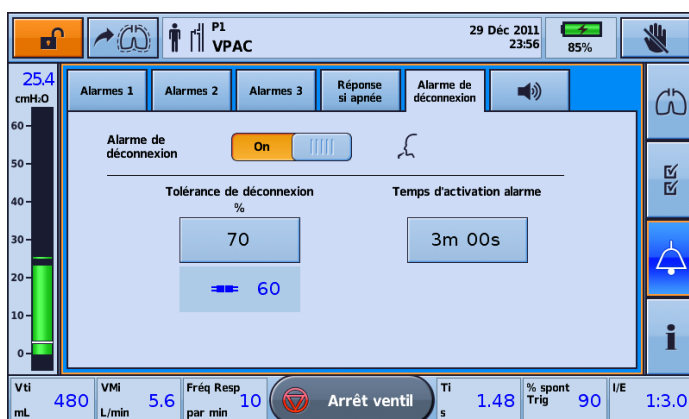 P1
VPAC
29 Déc 2011
23:56
85%
25.4
cmH₂O
Alarmes 1
Alarmes 2
Alarmes 3
Réponse
si apnée
Alarme de
déconnexion
60
50
40
30
20
10
0
Alarme de
déconnexion
On
Tolérance de déconnexion
%
70
60
Temps d'activation alarme
3m 00s
i
Vti
480
mL
VMi
5.6
L/min
Fréq Resp
10
par min
Arrêt ventil
Ti
1.48
s
% spont
Trig
90
I/E
1:3.0